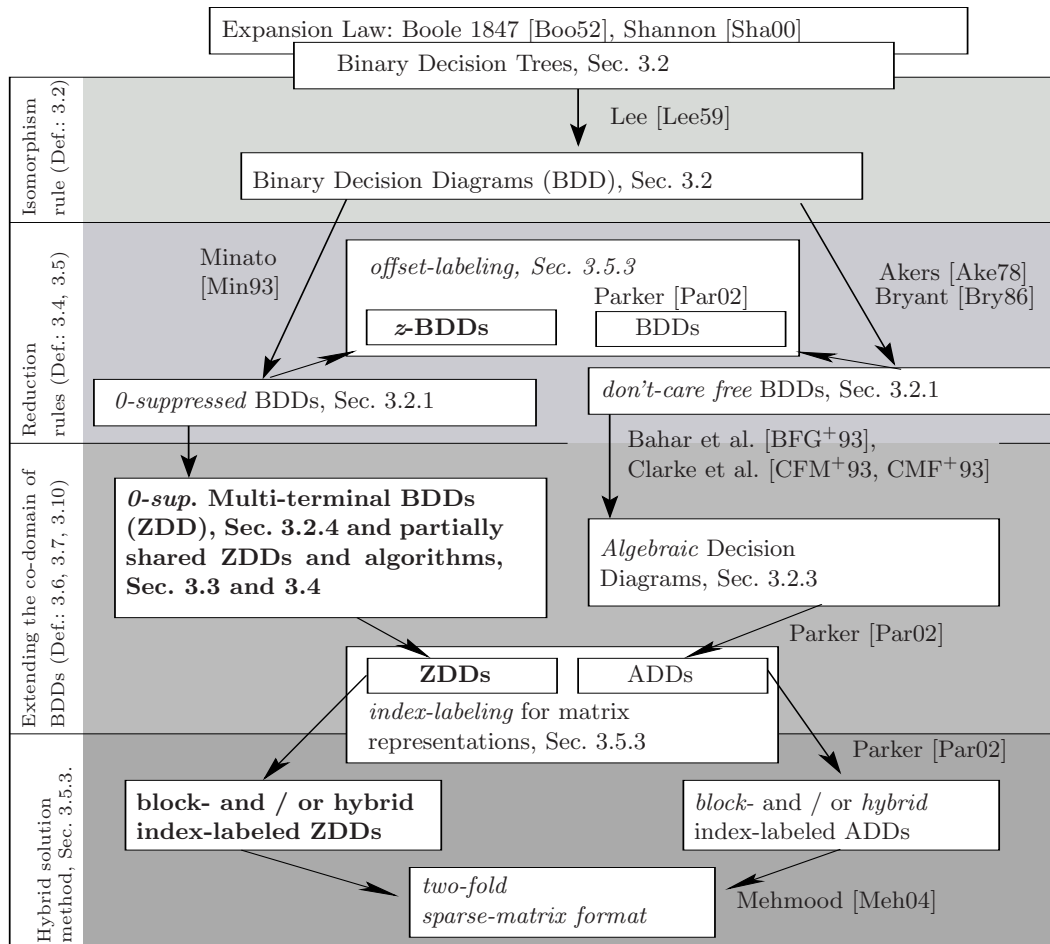 Expansion Law: Boole 1847 [Boo52], Shannon [Sha00]
Binary Decision Trees, Sec. 3.2
Isomorphism
rule (Def.: 3.2)
Lee [Lee59]
Binary Decision Diagrams (BDD), Sec. 3.2
Reduction
rules (Def.: 3.4, 3.5)
Minato
[Min93]
offset-labeling, Sec. 3.5.3
Parker [Par02]
z-BDDs
BDDs
Akers [Ake78]
Bryant [Bry86]
0-suppressed BDDs, Sec. 3.2.1
don't-care free BDDs, Sec. 3.2.1
Extending the co-domain of
BDDs (Def.: 3.6, 3.7, 3.10)
Bahar et al. [BFG+93],
Clarke et al. [CFM+93, CMF+93]
0-sup. Multi-terminal BDDs
(ZDD), Sec. 3.2.4 and partially
shared ZDDs and algorithms,
Sec. 3.3 and 3.4
Algebraic Decision
Diagrams, Sec. 3.2.3
Parker [Par02]
ZDDs
ADDs
index-labeling for matrix
representations, Sec. 3.5.3
Hybrid solution
method, Sec. 3.5.3.
Parker [Par02]
block- and / or hybrid
index-labeled ZDDs
block- and / or hybrid
index-labeled ADDs
two-fold
sparse-matrix format
Mehmood [Meh04]